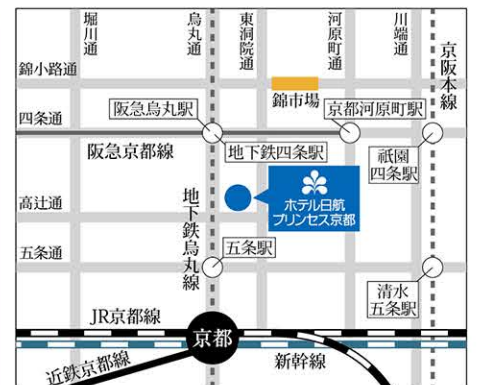 堀川通
烏丸通
東洞院通
河原町通
川端通
京阪本線
錦小路通
錦市場
阪急烏丸駅
京都河原町駅
四条通
阪急京都線
地下鉄四条駅
祇園
四条駅
ホテル日航
プリンセス京都
高辻通
地下鉄烏丸線
五条通
五条駅
清水
五条駅
JR京都線
京都
新幹線
近鉄京都線